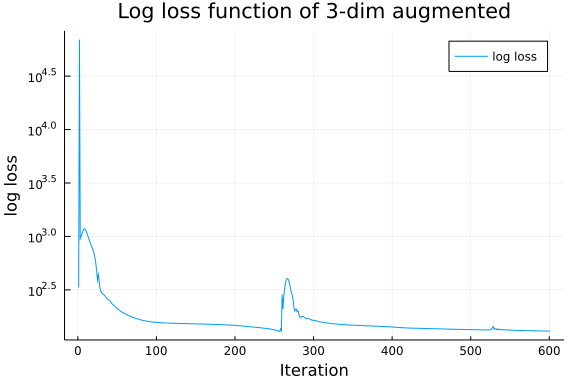 Log loss function of 3-dim augmented
log loss
10^4.5
10^4.0
10^3.5
10^3.0
10^2.5
log loss
0 100 200 300 400 500 600
Iteration